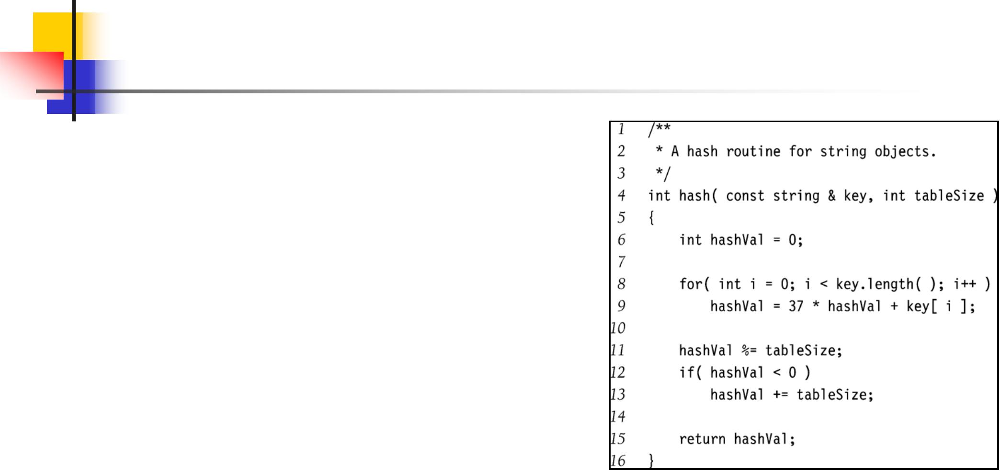 1 /**
2 * A hash routine for string objects.
3 */
4 int hash( const string & key, int tableSize )
5 {
6 int hashVal = 0;
7
8 for( int i = 0; i < key.length( ); i++ )
9 hashVal = 37 * hashVal + key[ i ];
10
11 hashVal %= tableSize;
12 if( hashVal < 0 )
13 hashVal += tableSize;
14
15 return hashVal;
16 }